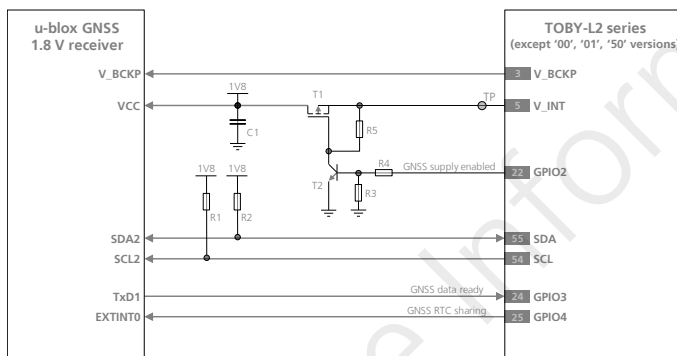 u-blox GNSS
1.8 V receiver
TOBY-L2 series
(except '00', '01', '50' versions)
V_BCKP
3 V_BCKP
1V8
T1
TP
VCC
5 V_INT
C1
R5
1V8 1V8
R4
GNSS supply enabled
22 GPIO2
T2
R3
R1
R2
SDA2
55 SDA
SCL2
54 SCL
TxD1
GNSS data ready
24 GPIO3
EXTINT0
GNSS RTC sharing
25 GPIO4